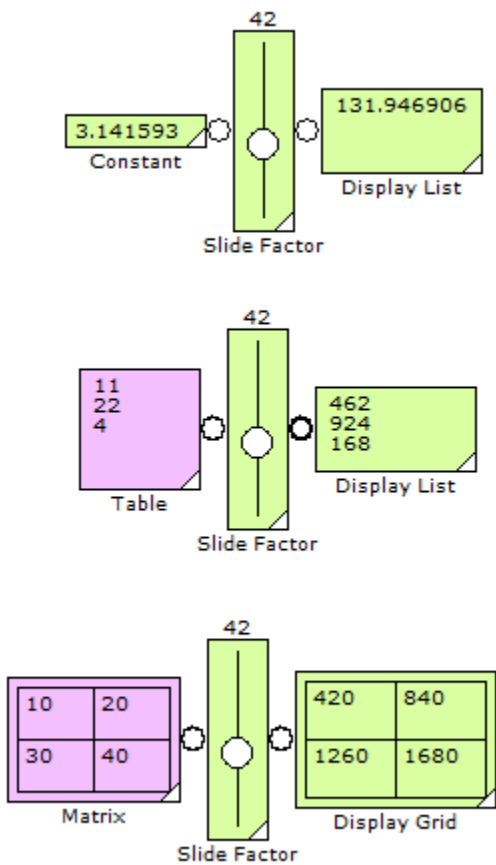 42
3.141593
131.946906
Constant
Display List
Slide Factor
42
11
22
4
462
924
168
Table
Display List
Slide Factor
42
10 20
30 40
420 840
1260 1680
Matrix
Display Grid
Slide Factor